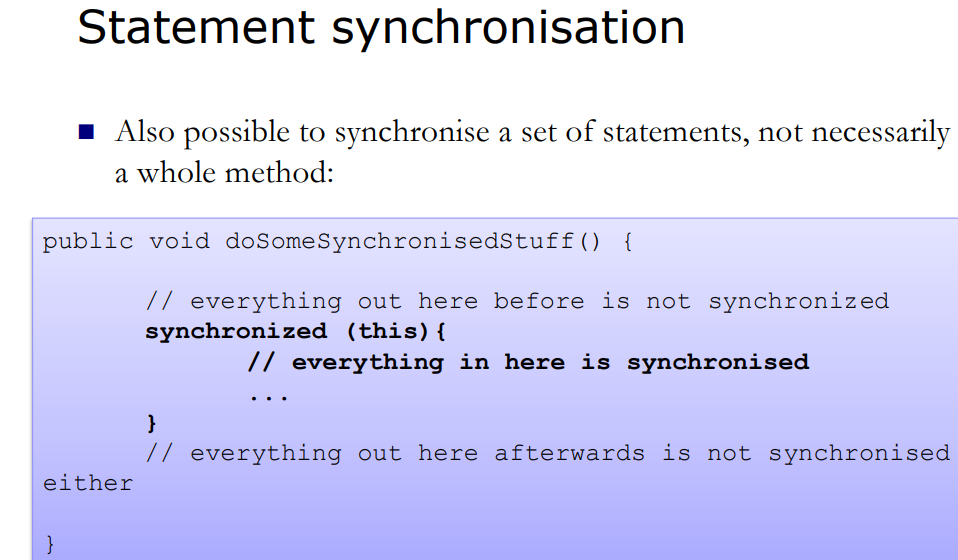 Statement synchronisation
Also possible to synchronise a set of statements, not necessarily
a whole method:
public void doSomeSynchronisedStuff() {
// everything out here before is not synchronized
synchronized (this){
// everything in here is synchronised
...
}
// everything out here afterwards is not synchronised
either
}